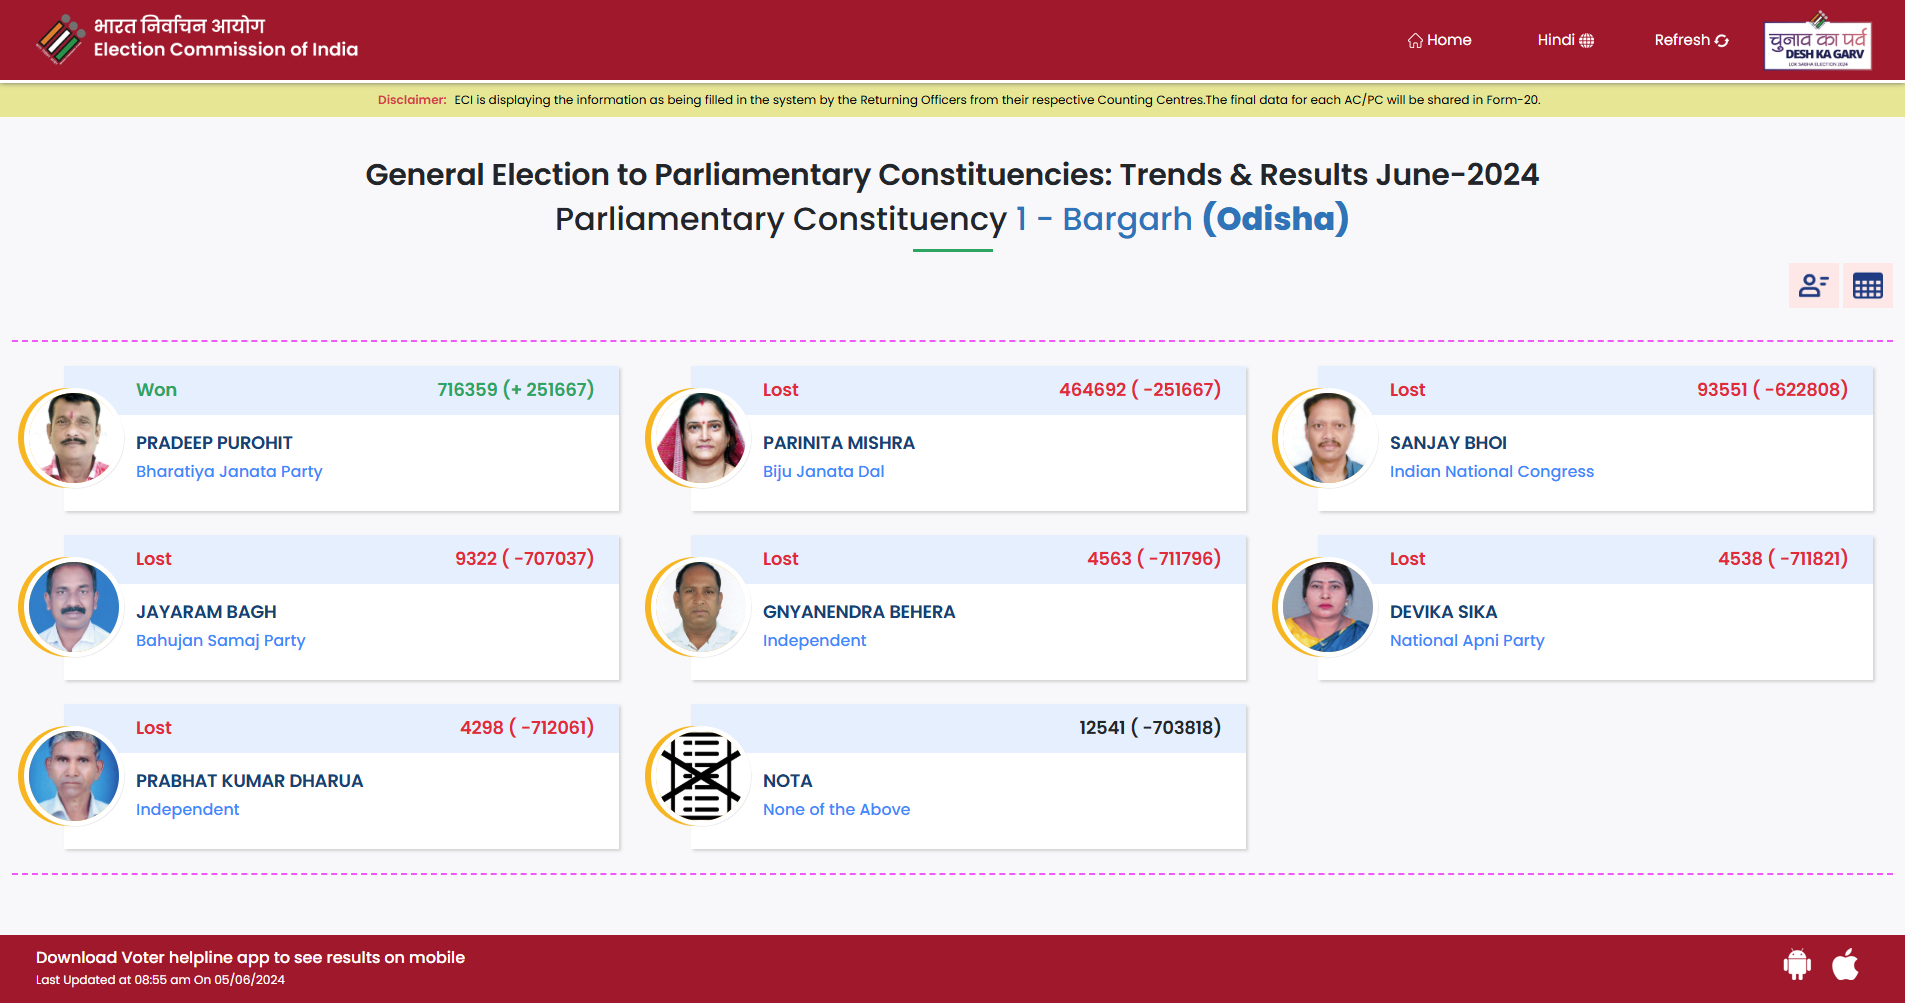 भारत निर्वाचन आयोग
Election Commission of India
Home
Hindi
Refresh
चुनाव का पर्व
DESH KA GARV
LOK SABHA ELECTION 2024
Disclaimer: ECI is displaying the information as being filled in the system by the Returning Officers from their respective Counting Centres.The final data for each AC/PC will be shared in Form-20.
General Election to Parliamentary Constituencies: Trends & Results June-2024
Parliamentary Constituency 1 - Bargarh (Odisha)
Won 716359 (+ 251667)
PRADEEP PUROHIT
Bharatiya Janata Party
Lost 464692 ( -251667)
PARINITA MISHRA
Biju Janata Dal
Lost 93551 ( -622808)
SANJAY BHOI
Indian National Congress
Lost 9322 ( -707037)
JAYARAM BAGH
Bahujan Samaj Party
Lost 4563 ( -711796)
GNYANENDRA BEHERA
Independent
Lost 4538 ( -711821)
DEVIKA SIKA
National Apni Party
Lost 4298 ( -712061)
PRABHAT KUMAR DHARUA
Independent
12541 ( -703818)
NOTA
None of the Above
Download Voter helpline app to see results on mobile
Last Updated at 08:55 am On 05/06/2024